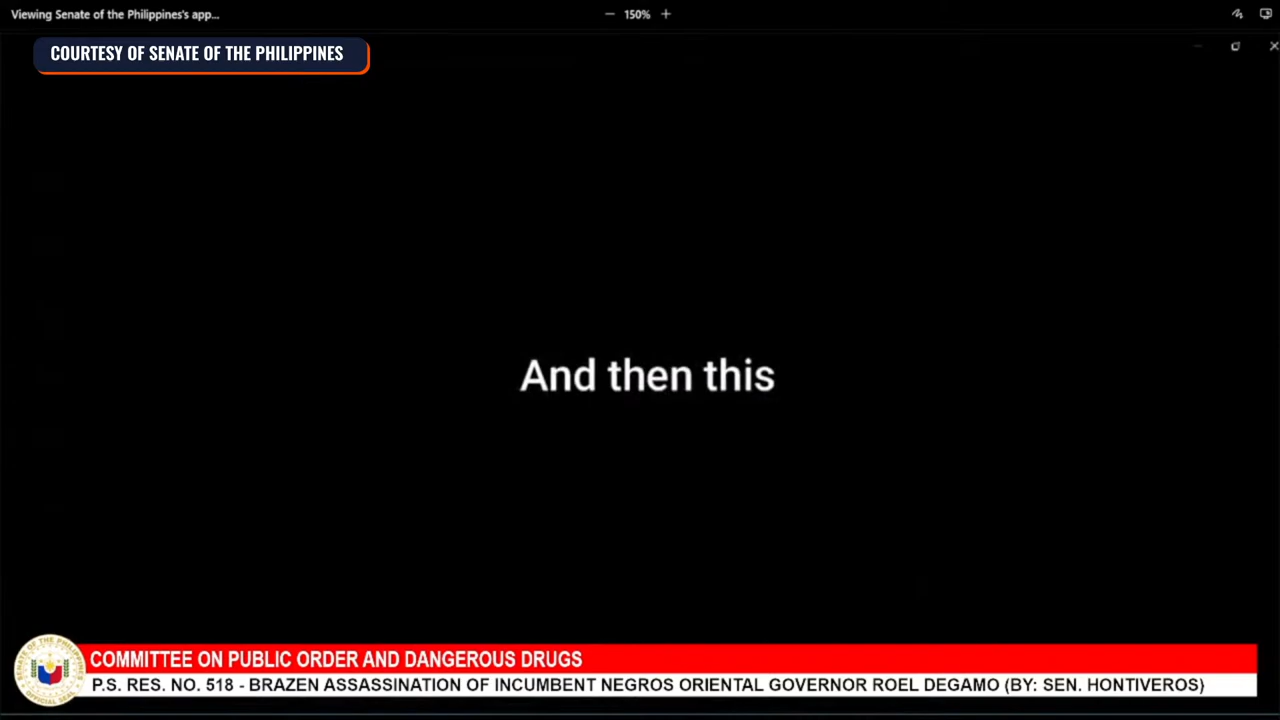 Viewing Senate of the Philippines's app...
150%
COURTESY OF SENATE OF THE PHILIPPINES
And then this
COMMITTEE ON PUBLIC ORDER AND DANGEROUS DRUGS
P.S. RES. NO. 518 - BRAZEN ASSASSINATION OF INCUMBENT NEGROS ORIENTAL GOVERNOR ROEL DEGAMO (BY: SEN. HONTIVEROS)